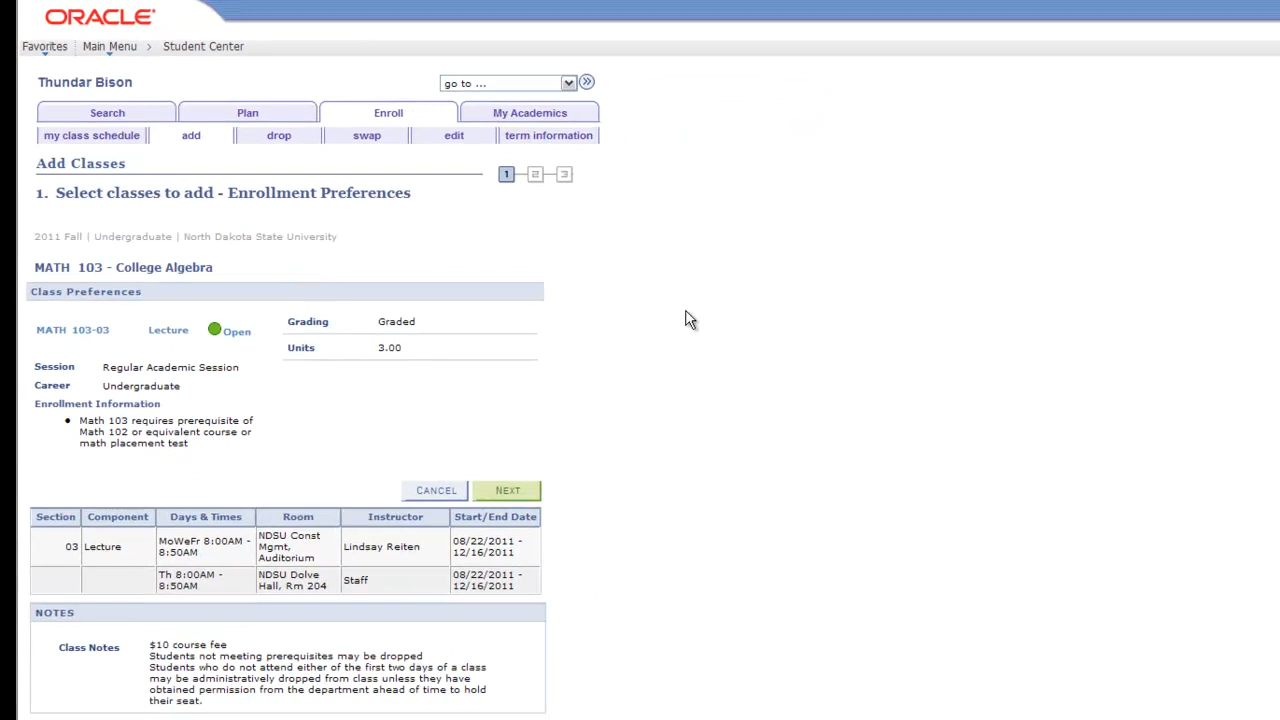 ORACLE
Favorites Main Menu > Student Center
Thundar Bison
go to ...
Search Plan Enroll My Academics
my class schedule add drop swap edit term information
Add Classes
1 2 3
1. Select classes to add - Enrollment Preferences
2011 Fall | Undergraduate | North Dakota State University
MATH 103 - College Algebra
Class Preferences
MATH 103-03 Lecture Open
Grading Graded
Units 3.00
Session Regular Academic Session
Career Undergraduate
Enrollment Information
• Math 103 requires prerequisite of
Math 102 or equivalent course or
math placement test
CANCEL NEXT
Section Component Days & Times Room Instructor Start/End Date
03 Lecture MoWeFr 8:00AM - 8:50AM NDSU Const Mgmt, Auditorium Lindsay Reiten 08/22/2011 - 12/16/2011
Th 8:00AM - 8:50AM NDSU Dolve Hall, Rm 204 Staff 08/22/2011 - 12/16/2011
NOTES
Class Notes $10 course fee
Students not meeting prerequisites may be dropped
Students who do not attend either of the first two days of a class
may be administratively dropped from class unless they have
obtained permission from the department ahead of time to hold
their seat.